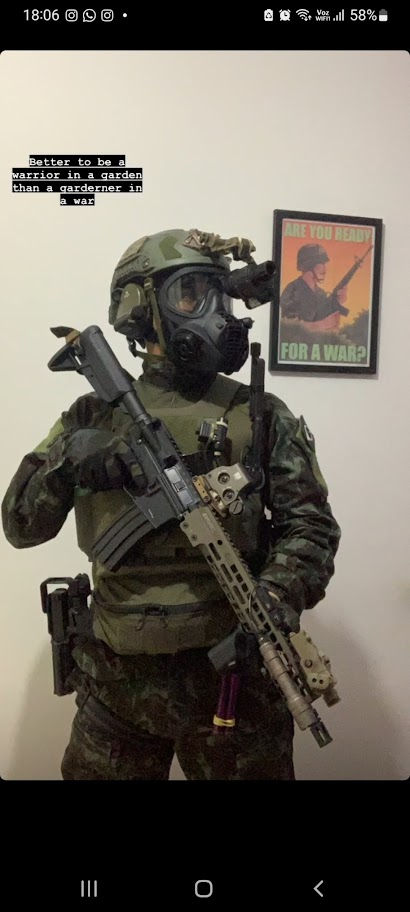 18:06
Voz
WIFI1
58%
Better to be a
warrior in a garden
than a garderner in
a war
ARE YOU READY
FOR A WAR?